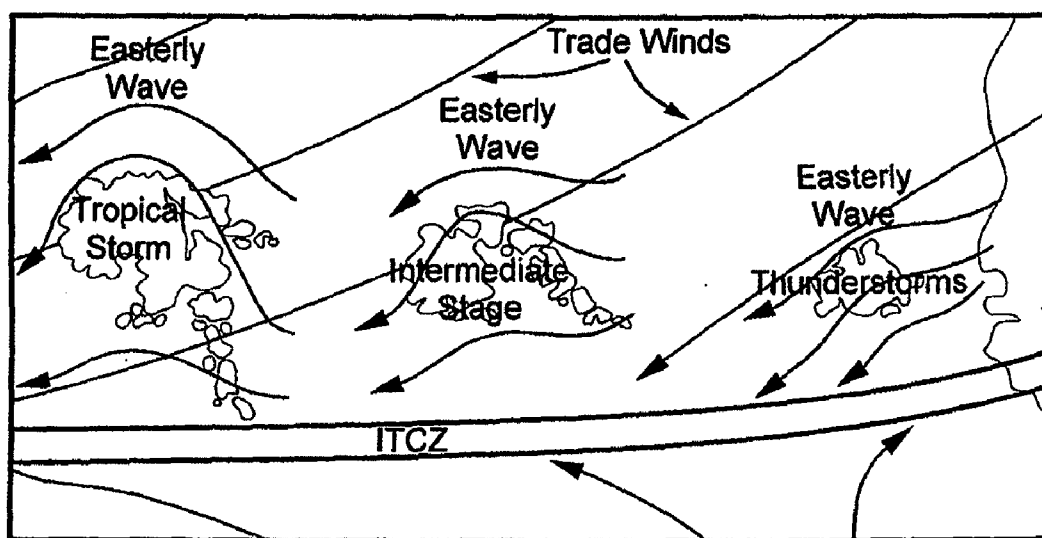 Easterly
Wave
Trade Winds
Easterly
Wave
Easterly
Wave
Tropical
Storm
Intermediate
Stage
Thunderstorms
ITCZ